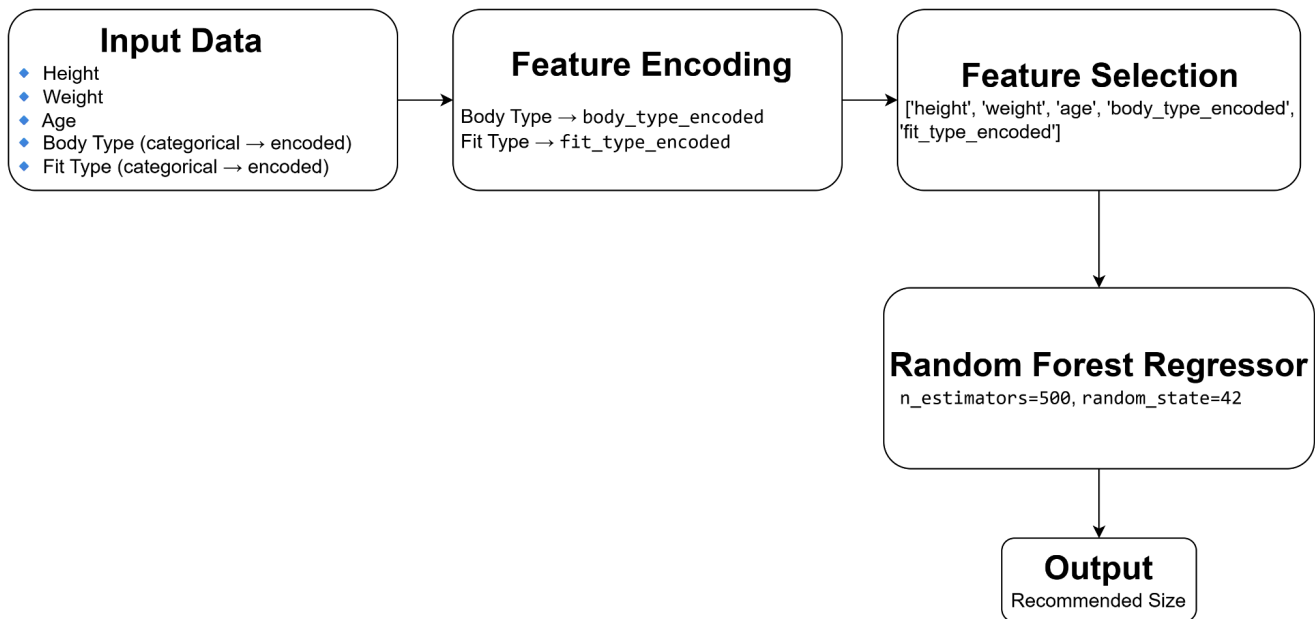 Input Data
Height
Weight
Age
Body Type (categorical → encoded)
Fit Type (categorical → encoded)
Feature Encoding
Body Type → body_type_encoded
Fit Type → fit_type_encoded
Feature Selection
['height', 'weight', 'age', 'body_type_encoded',
'fit_type_encoded']
Random Forest Regressor
n_estimators=500, random_state=42
Output
Recommended Size